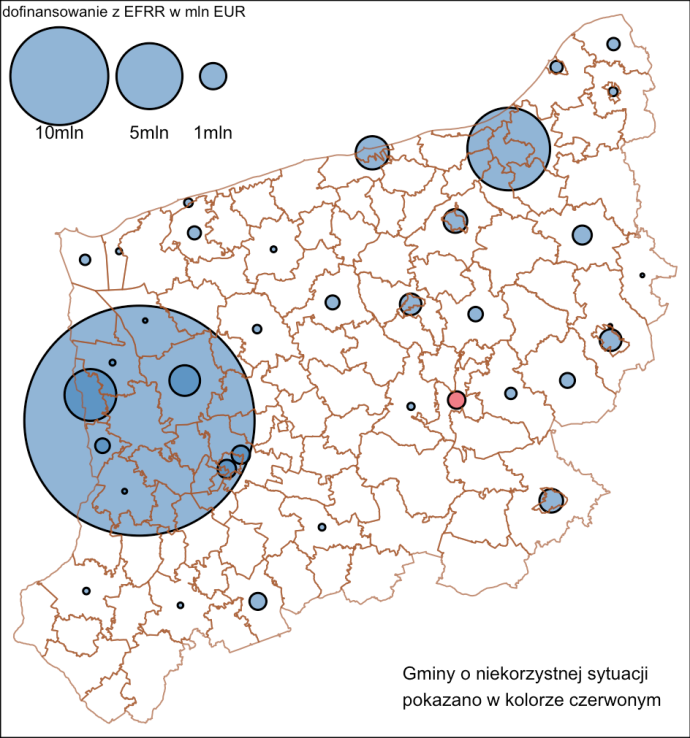 dofinansowanie z EFRR w mln EUR
10mln 5mln 1mln
Gminy o niekorzystnej sytuacji
pokazano w kolorze czerwonym